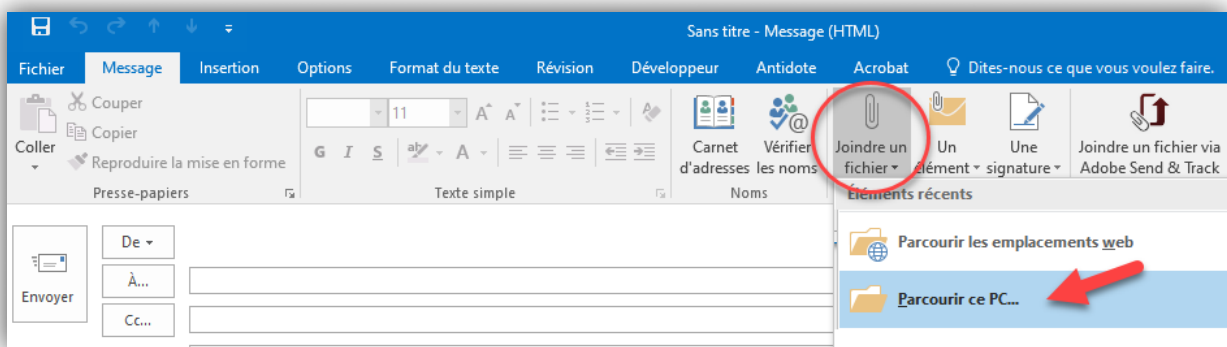 Sans titre - Message (HTML)
Fichier Message Insertion Options Format du texte Révision Développeur Antidote Acrobat Dites-nous ce que vous voulez faire.
Coller
Couper
Copier
Reproduire la mise en forme
Presse-papiers
11
G I S
Texte simple
Carnet d'adresses
Vérifier les noms
Noms
Joindre un fichier
Un élément
Une signature
Joindre un fichier via
Adobe Send & Track
Éléments récents
Parcourir les emplacements web
Parcourir ce PC...
Envoyer
De
À...
Cc...